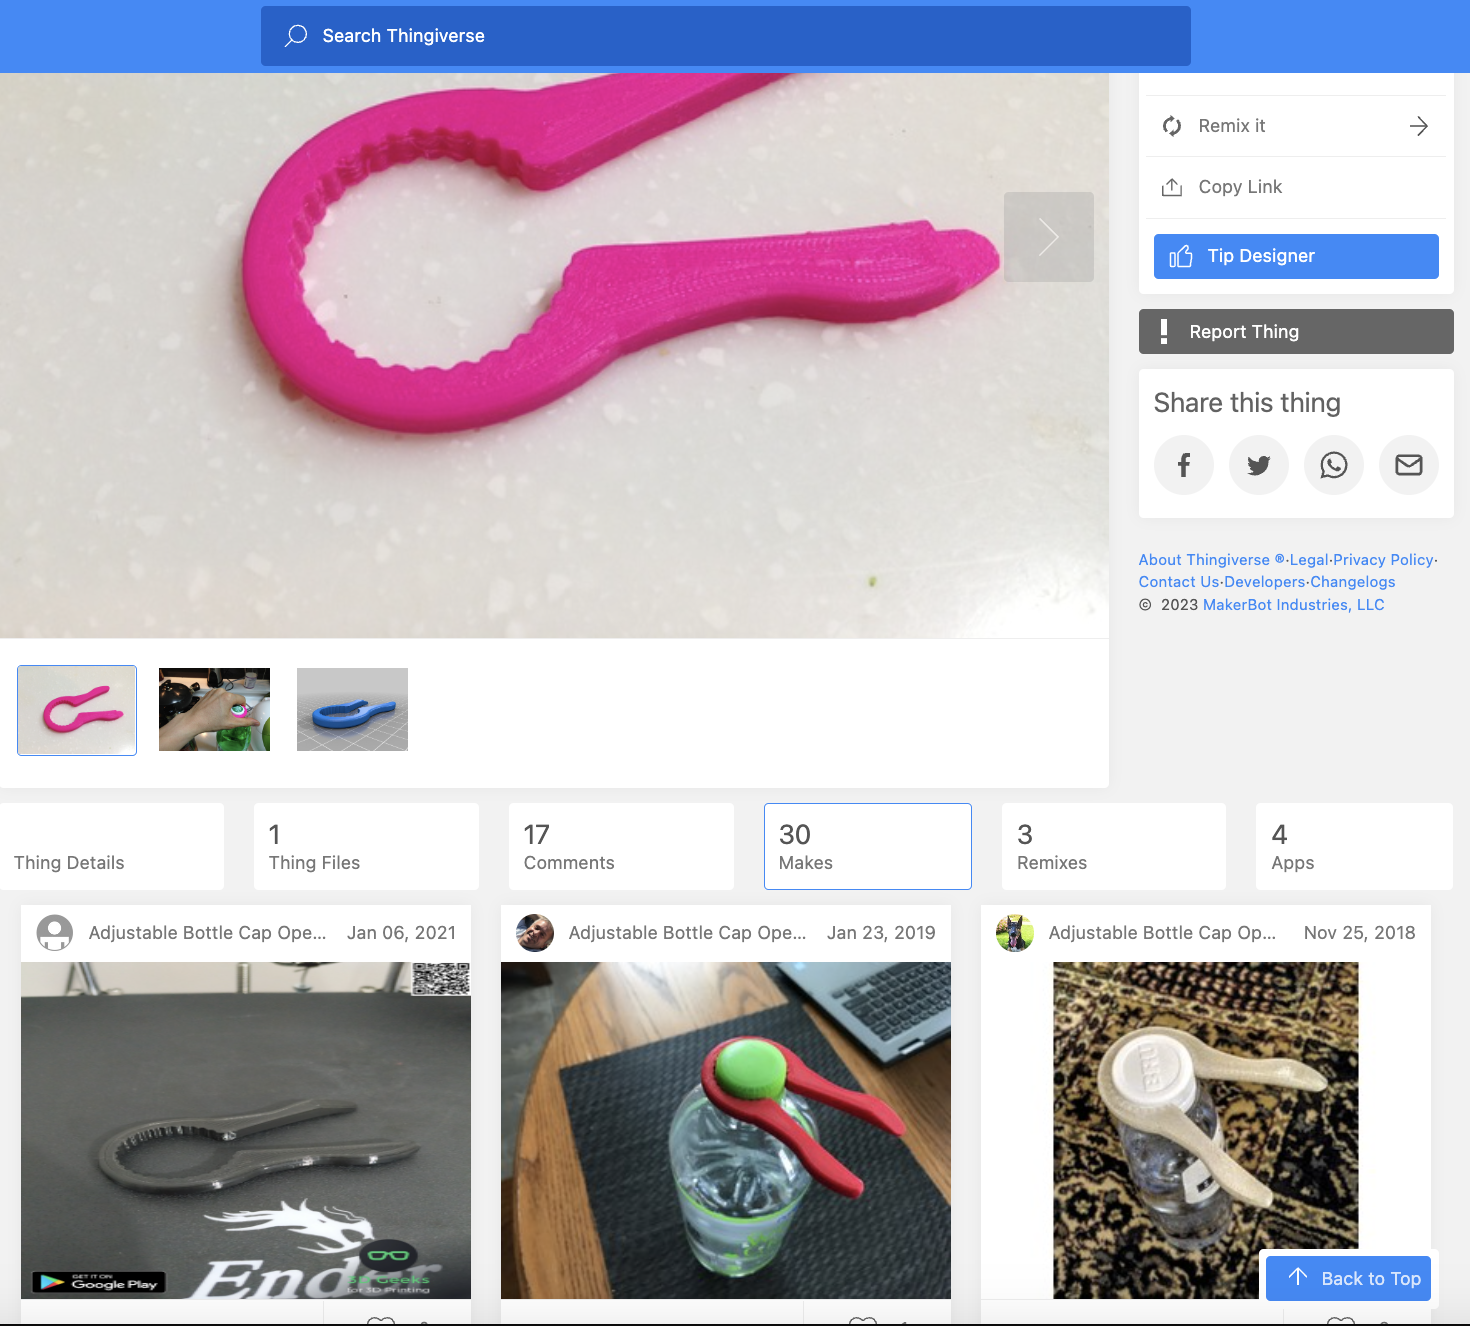 Search Thingiverse
Remix it
Copy Link
Tip Designer
Report Thing
Share this thing
About Thingiverse ®·Legal·Privacy Policy·
Contact Us·Developers·Changelogs
© 2023 MakerBot Industries, LLC
Thing Details
1
Thing Files
17
Comments
30
Makes
3
Remixes
4
Apps
Adjustable Bottle Cap Ope... Jan 06, 2021
Adjustable Bottle Cap Ope... Jan 23, 2019
Adjustable Bottle Cap Op... Nov 25, 2018
BRU
GET IT ON
Google Play
Ender
3D Geeks
for 3D Printing
Back to Top